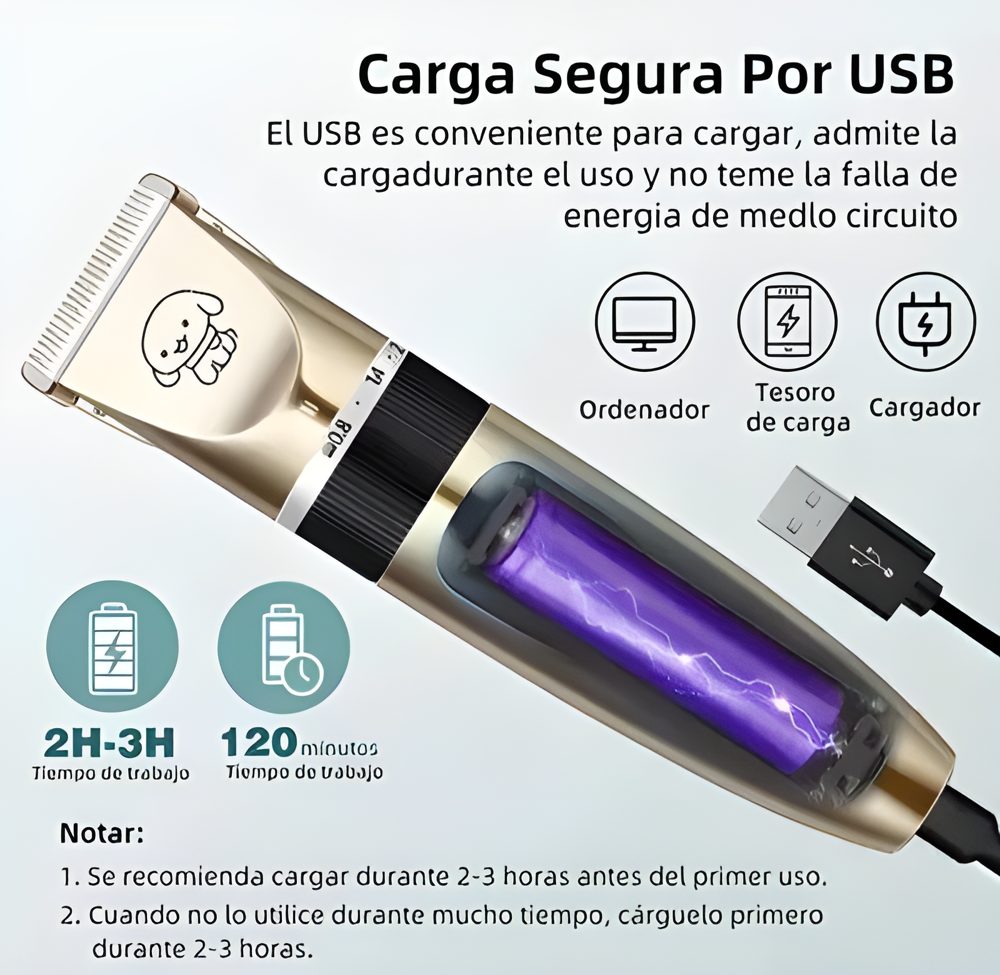 Carga Segura Por USB
El USB es conveniente para cargar, admite la
cargadurante el uso y no teme la falla de
energia de medlo circuito
Ordenador
Tesoro
de carga
Cargador
2H-3H
Tiempo de trabajo
120 minutos
Tiempo de trabajo
Notar:
1. Se recomienda cargar durante 2-3 horas antes del primer uso.
2. Cuando no lo utilice durante mucho tiempo, cárguelo primero
durante 2-3 horas.